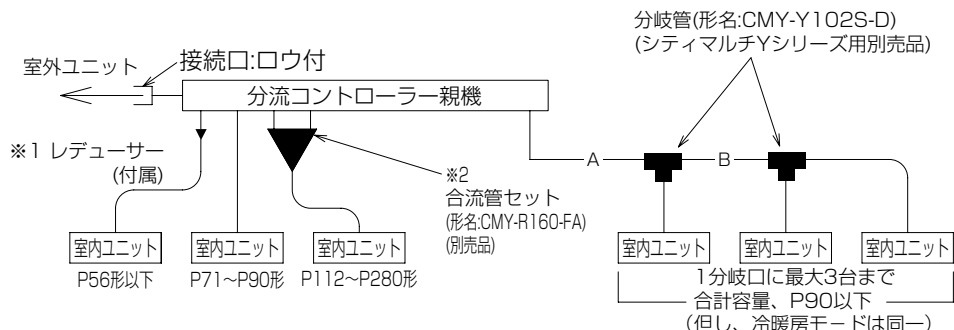 分岐管(形名:CMY-Y102S-D)
(シティマルチYシリーズ用別売品)
室外ユニット
接続口:ロウ付
分流コントローラー親機
※1 レデューサー
(付属)
A
B
※2
合流管セット
(形名:CMY-R160-FA)
(別売品)
室内ユニット
室内ユニット
室内ユニット
室内ユニット
室内ユニット
室内ユニット
P56形以下
P71~P90形
P112~P280形
1分岐口に最大3台まで
合計容量、P90以下
(但し、冷暖房モードは同一)